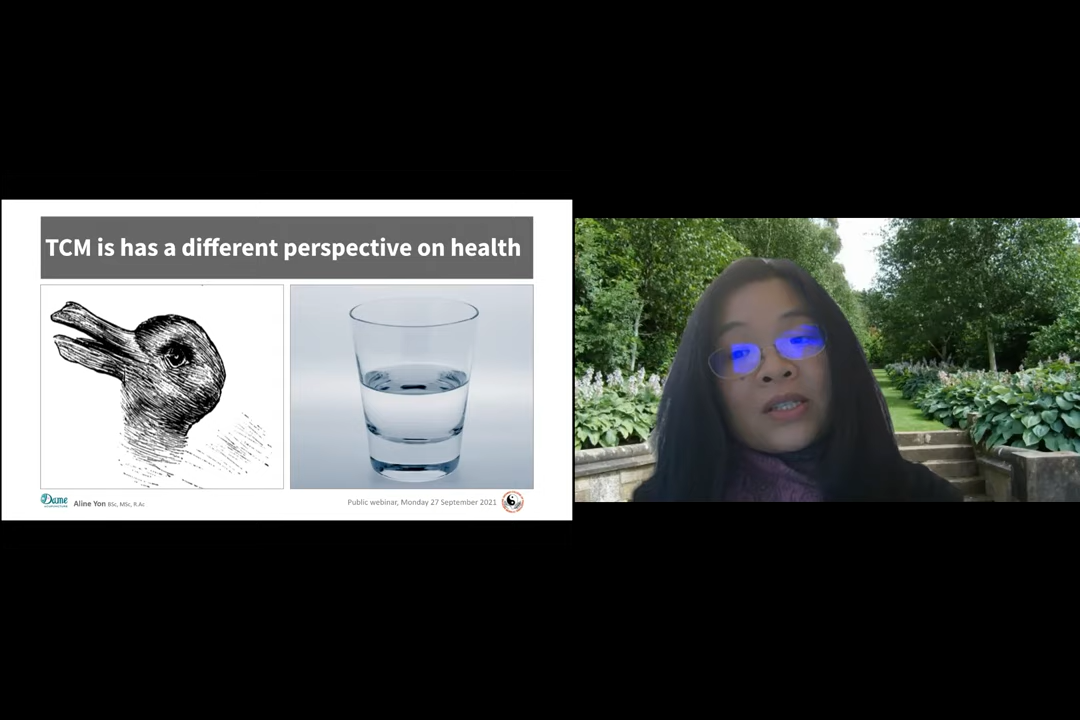 TCM is has a different perspective on health
Dame
Aline Yon BSc, MSc, R.Ac
Public webinar, Monday 27 September 2021